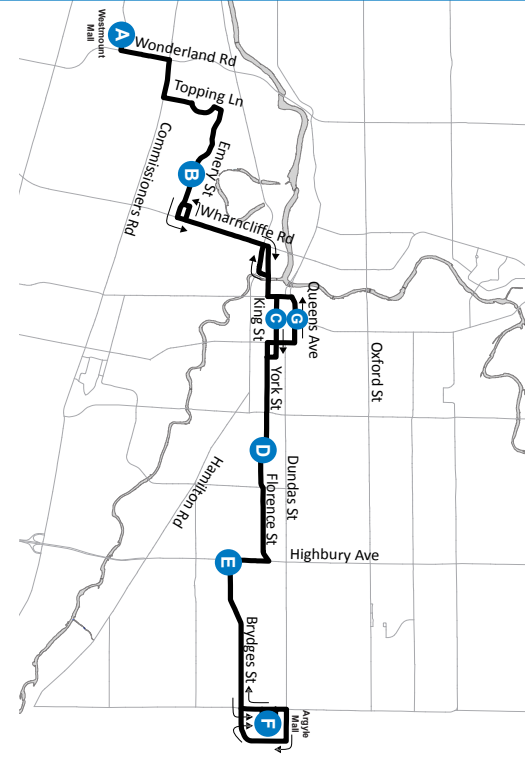 A
Westmount
Mall
Wonderland Rd
Topping Ln
Commissioners Rd
Emery St
B
Wharncliffe Rd
Queens Ave
G
C
King St
York St
Oxford St
D
Dundas St
Florence St
Hamilton Rd
Highbury Ave
E
Brydges St
Argyle
Mall
F